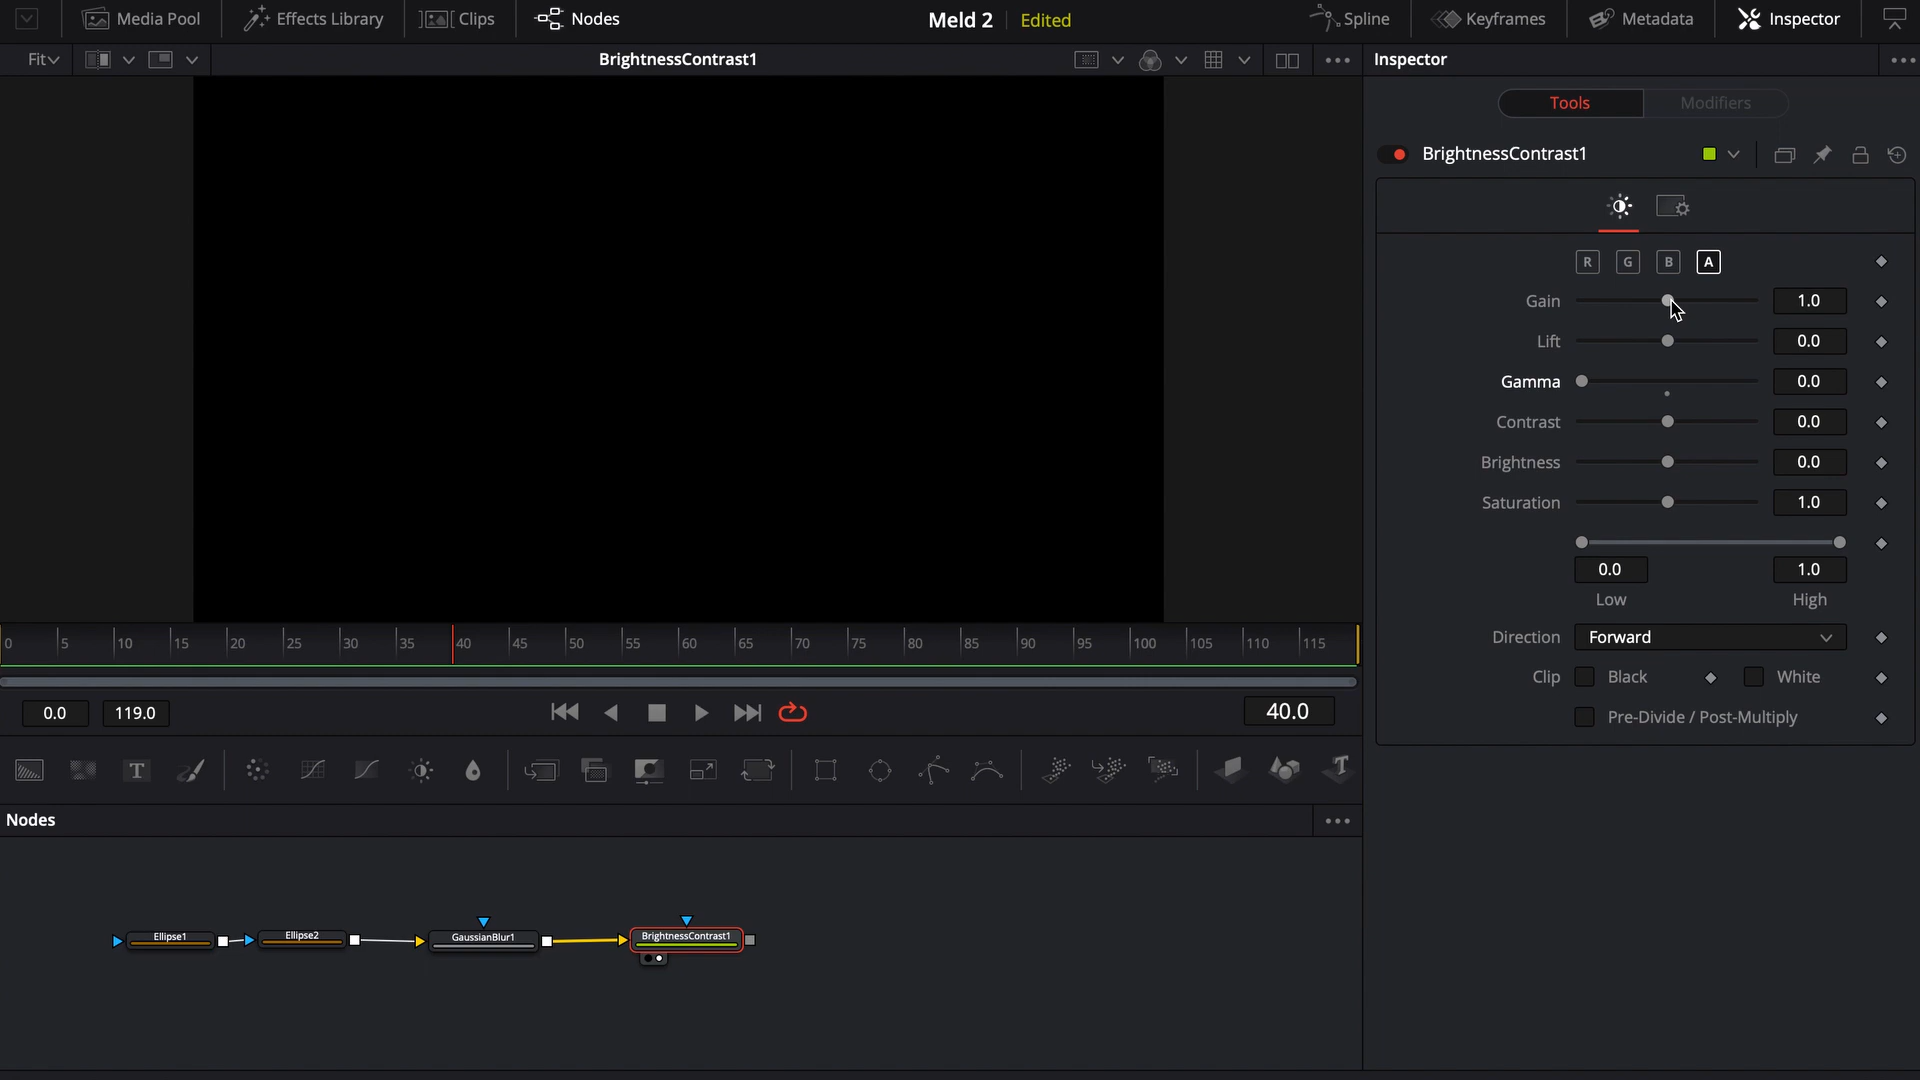 Media Pool
Effects Library
Clips
Nodes
Meld 2
Edited
Spline
Keyframes
Metadata
Inspector
Fit
BrightnessContrast1
Inspector
Tools
Modifiers
BrightnessContrast1
R G B A
Gain 1.0
Lift 0.0
Gamma 0.0
Contrast 0.0
Brightness 0.0
Saturation 1.0
0.0 1.0
Low High
Direction Forward
Clip Black White
Pre-Divide / Post-Multiply
0 5 10 15 20 25 30 35 40 45 50 55 60 65 70 75 80 85 90 95 100 105 110 115
0.0 119.0 40.0
T T
Nodes
Ellipse1
Ellipse2
GaussianBlur1
BrightnessContrast1